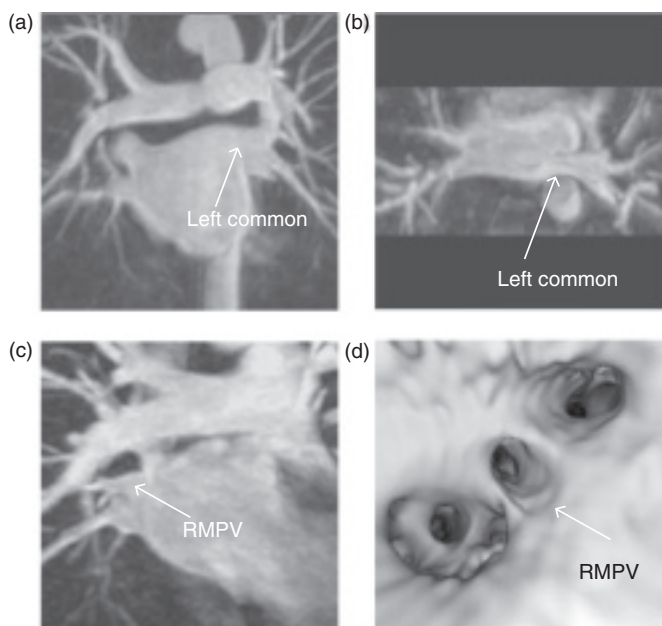 (a)
Left common
(b)
Left common
(c)
RMPV
(d)
RMPV